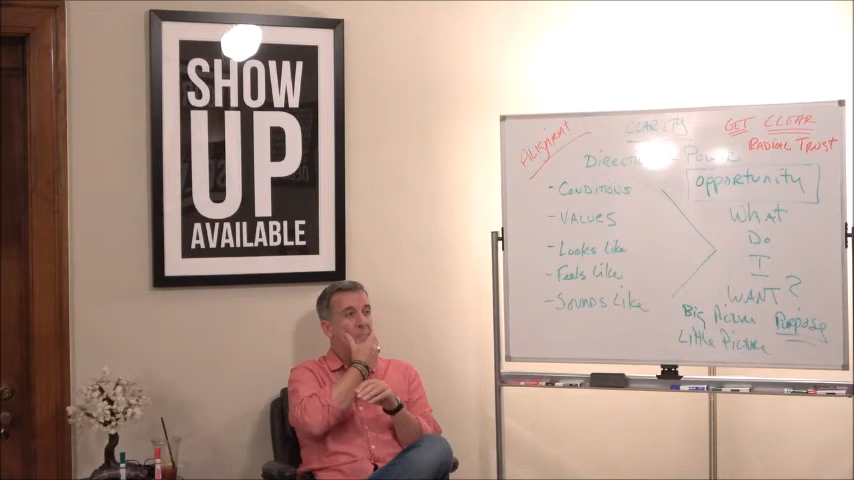 SHOW
UP
AVAILABLE
Alignment
CLARITY
GET CLEAR
RADICAL TRUST
Direction - Power
opportunity
- CONDITIONS
- VALUES
- Looks Like
- Feels Like
- Sounds Like
What
Do
I
WANT?
Big Picture Purpose
Little Picture